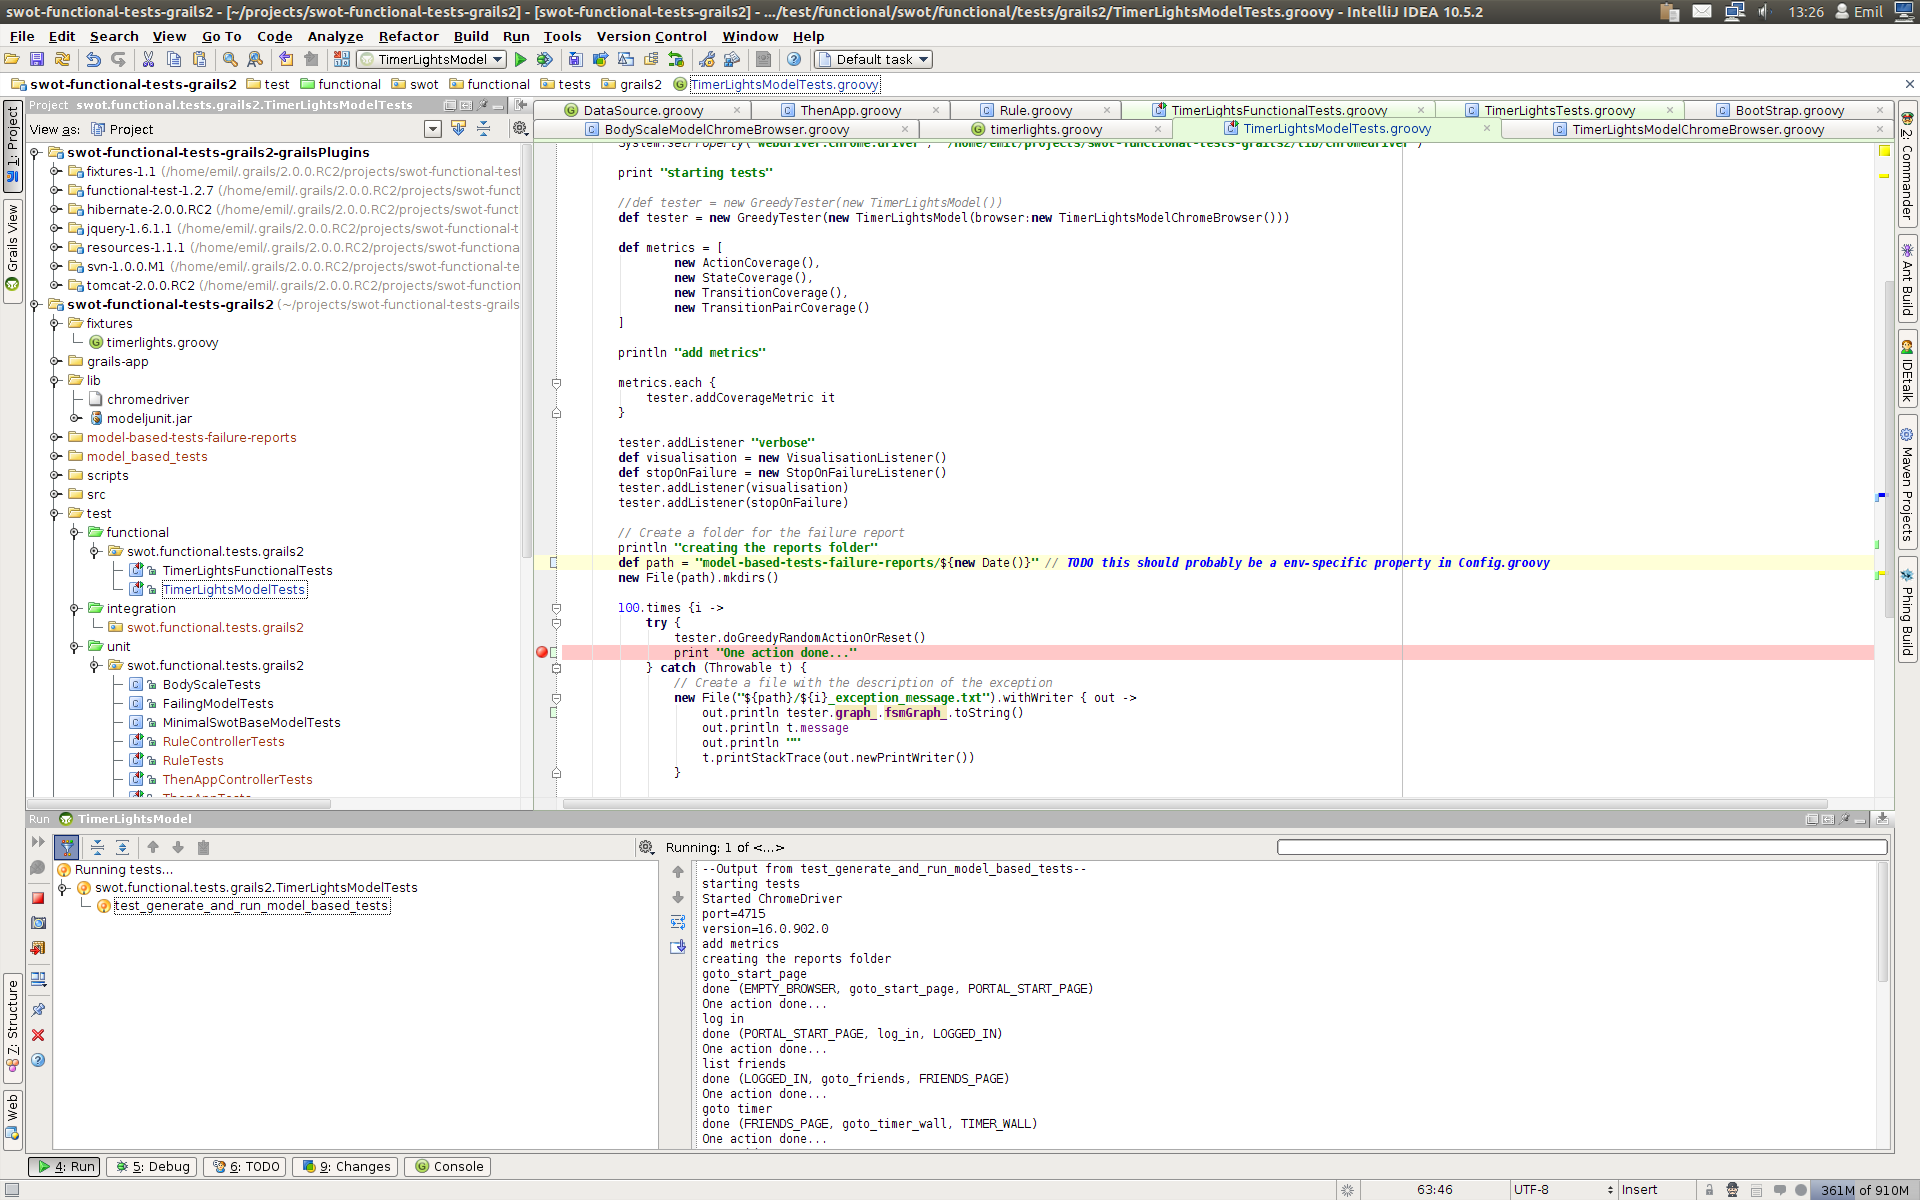 swot-functional-tests-grails2 - [~/projects/swot-functional-tests-grails2] - [swot-functional-tests-grails2] - .../test/functional/swot/functional/tests/grails2/TimerLightsModelTests.groovy - IntelliJ IDEA 10.5.2
13:26 Emil
File Edit Search View Go To Code Analyze Refactor Build Run Tools Version Control Window Help
TimerLightsModel Default task
swot-functional-tests-grails2 test functional swot functional tests grails2 TimerLightsModelTests.groovy
Project swot.functional.tests.grails2.TimerLightsModelTests
View as: Project
swot-functional-tests-grails2-grailsPlugins
fixtures-1.1 (/home/emil/.grails/2.0.0.RC2/projects/swot-functional-test
functional-test-1.2.7 (/home/emil/.grails/2.0.0.RC2/projects/swot-funct
hibernate-2.0.0.RC2 (/home/emil/.grails/2.0.0.RC2/projects/swot-funct
jquery-1.6.1.1 (/home/emil/.grails/2.0.0.RC2/projects/swot-functional-t
resources-1.1.1 (/home/emil/.grails/2.0.0.RC2/projects/swot-functiona
svn-1.0.0.M1 (/home/emil/.grails/2.0.0.RC2/projects/swot-functional-te
tomcat-2.0.0.RC2 (/home/emil/.grails/2.0.0.RC2/projects/swot-function
swot-functional-tests-grails2 (~/projects/swot-functional-tests-grails
fixtures
timerlights.groovy
grails-app
lib
chromedriver
modeljunit.jar
model-based-tests-failure-reports
model_based_tests
scripts
src
test
functional
swot.functional.tests.grails2
TimerLightsFunctionalTests
TimerLightsModelTests
integration
swot.functional.tests.grails2
unit
swot.functional.tests.grails2
BodyScaleTests
FailingModelTests
MinimalSwotBaseModelTests
RuleControllerTests
RuleTests
ThenAppControllerTests
ThenAppTests
1: Project
Grails View
7: Structure
Web
DataSource.groovy ThenApp.groovy Rule.groovy TimerLightsFunctionalTests.groovy TimerLightsTests.groovy BootStrap.groovy
BodyScaleModelChromeBrowser.groovy timerlights.groovy TimerLightsModelTests.groovy TimerLightsModelChromeBrowser.groovy
System.setProperty("webdriver.chrome.driver", "/home/emil/projects/swot-functional-tests-grails2/lib/chromedriver")
print "starting tests"
//def tester = new GreedyTester(new TimerLightsModel())
def tester = new GreedyTester(new TimerLightsModel(browser:new TimerLightsModelChromeBrowser()))
def metrics = [
new ActionCoverage(),
new StateCoverage(),
new TransitionCoverage(),
new TransitionPairCoverage()
]
println "add metrics"
metrics.each {
tester.addCoverageMetric it
}
tester.addListener "verbose"
def visualisation = new VisualisationListener()
def stopOnFailure = new StopOnFailureListener()
tester.addListener(visualisation)
tester.addListener(stopOnFailure)
// Create a folder for the failure report
println "creating the reports folder"
def path = "model-based-tests-failure-reports/${new Date()}" // TODO this should probably be a env-specific property in Config.groovy
new File(path).mkdirs()
100.times {i ->
try {
tester.doGreedyRandomActionOrReset()
print "One action done..."
} catch (Throwable t) {
// Create a file with the description of the exception
new File("${path}/${i}_exception_message.txt").withWriter { out ->
out.println tester.graph_.fsmGraph_.toString()
out.println t.message
out.println ""
t.printStackTrace(out.newPrintWriter())
}
2: Commander
Ant Build
IDEtalk
Maven Projects
Phing Build
Run TimerLightsModel
Running tests...
swot.functional.tests.grails2.TimerLightsModelTests
test_generate_and_run_model_based_tests
Running: 1 of <...>
--Output from test_generate_and_run_model_based_tests--
starting tests
Started ChromeDriver
port=4715
version=16.0.902.0
add metrics
creating the reports folder
goto_start_page
done (EMPTY_BROWSER, goto_start_page, PORTAL_START_PAGE)
One action done...
log in
done (PORTAL_START_PAGE, log_in, LOGGED_IN)
One action done...
list friends
done (LOGGED_IN, goto_friends, FRIENDS_PAGE)
One action done...
goto timer
done (FRIENDS_PAGE, goto_timer_wall, TIMER_WALL)
One action done...
4: Run 5: Debug 6: TODO 9: Changes Console
63:46 UTF-8 Insert 361M of 910M